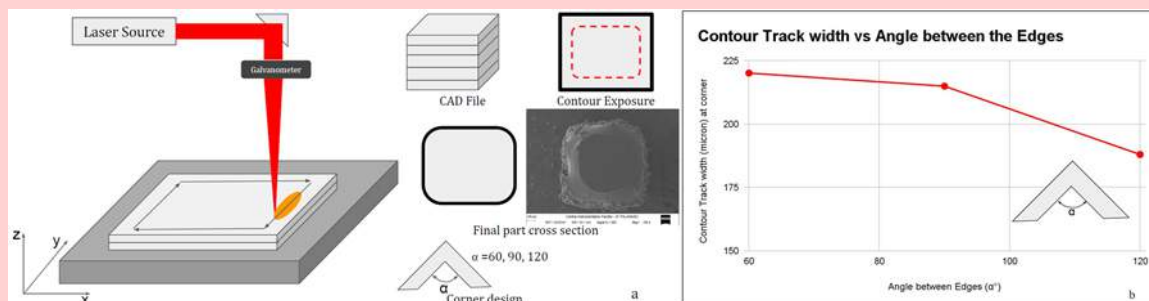 Laser Source
Galvanometer
CAD File
Contour Exposure
Final part cross section
α =60, 90, 120
α
Corner design
z
y
x
a
Contour Track width vs Angle between the Edges
Contour Track width (micron) at corner
225
200
175
150
60
80
100
120
α
Angle between Edges (α°)
b